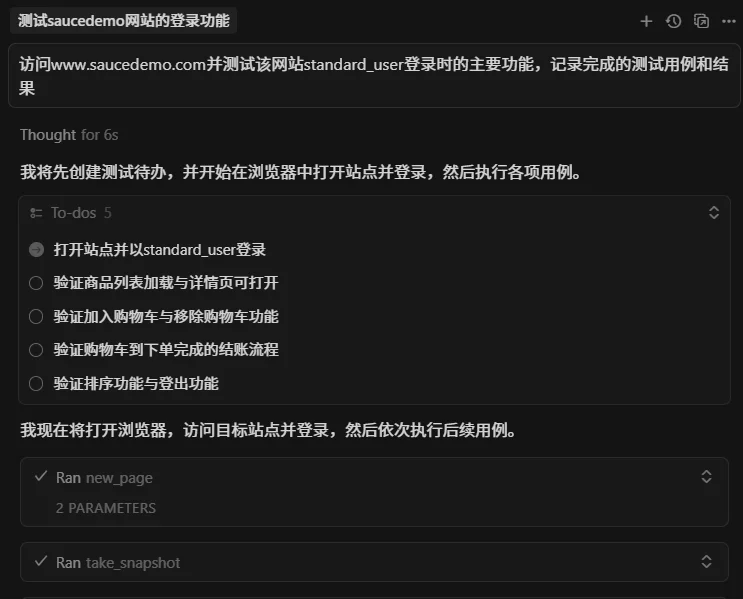 测试saucedemo网站的登录功能
访问www.saucedemo.com并测试该网站standard_user登录时的主要功能，记录完成的测试用例和结
果
Thought for 6s
我将先创建测试待办，并开始在浏览器中打开站点并登录，然后执行各项用例。
To-dos 5
打开站点并以standard_user登录
验证商品列表加载与详情页可打开
验证加入购物车与移除购物车功能
验证购物车到下单完成的结账流程
验证排序功能与登出功能
我现在将打开浏览器，访问目标站点并登录，然后依次执行后续用例。
Ran new_page
2 PARAMETERS
Ran take_snapshot